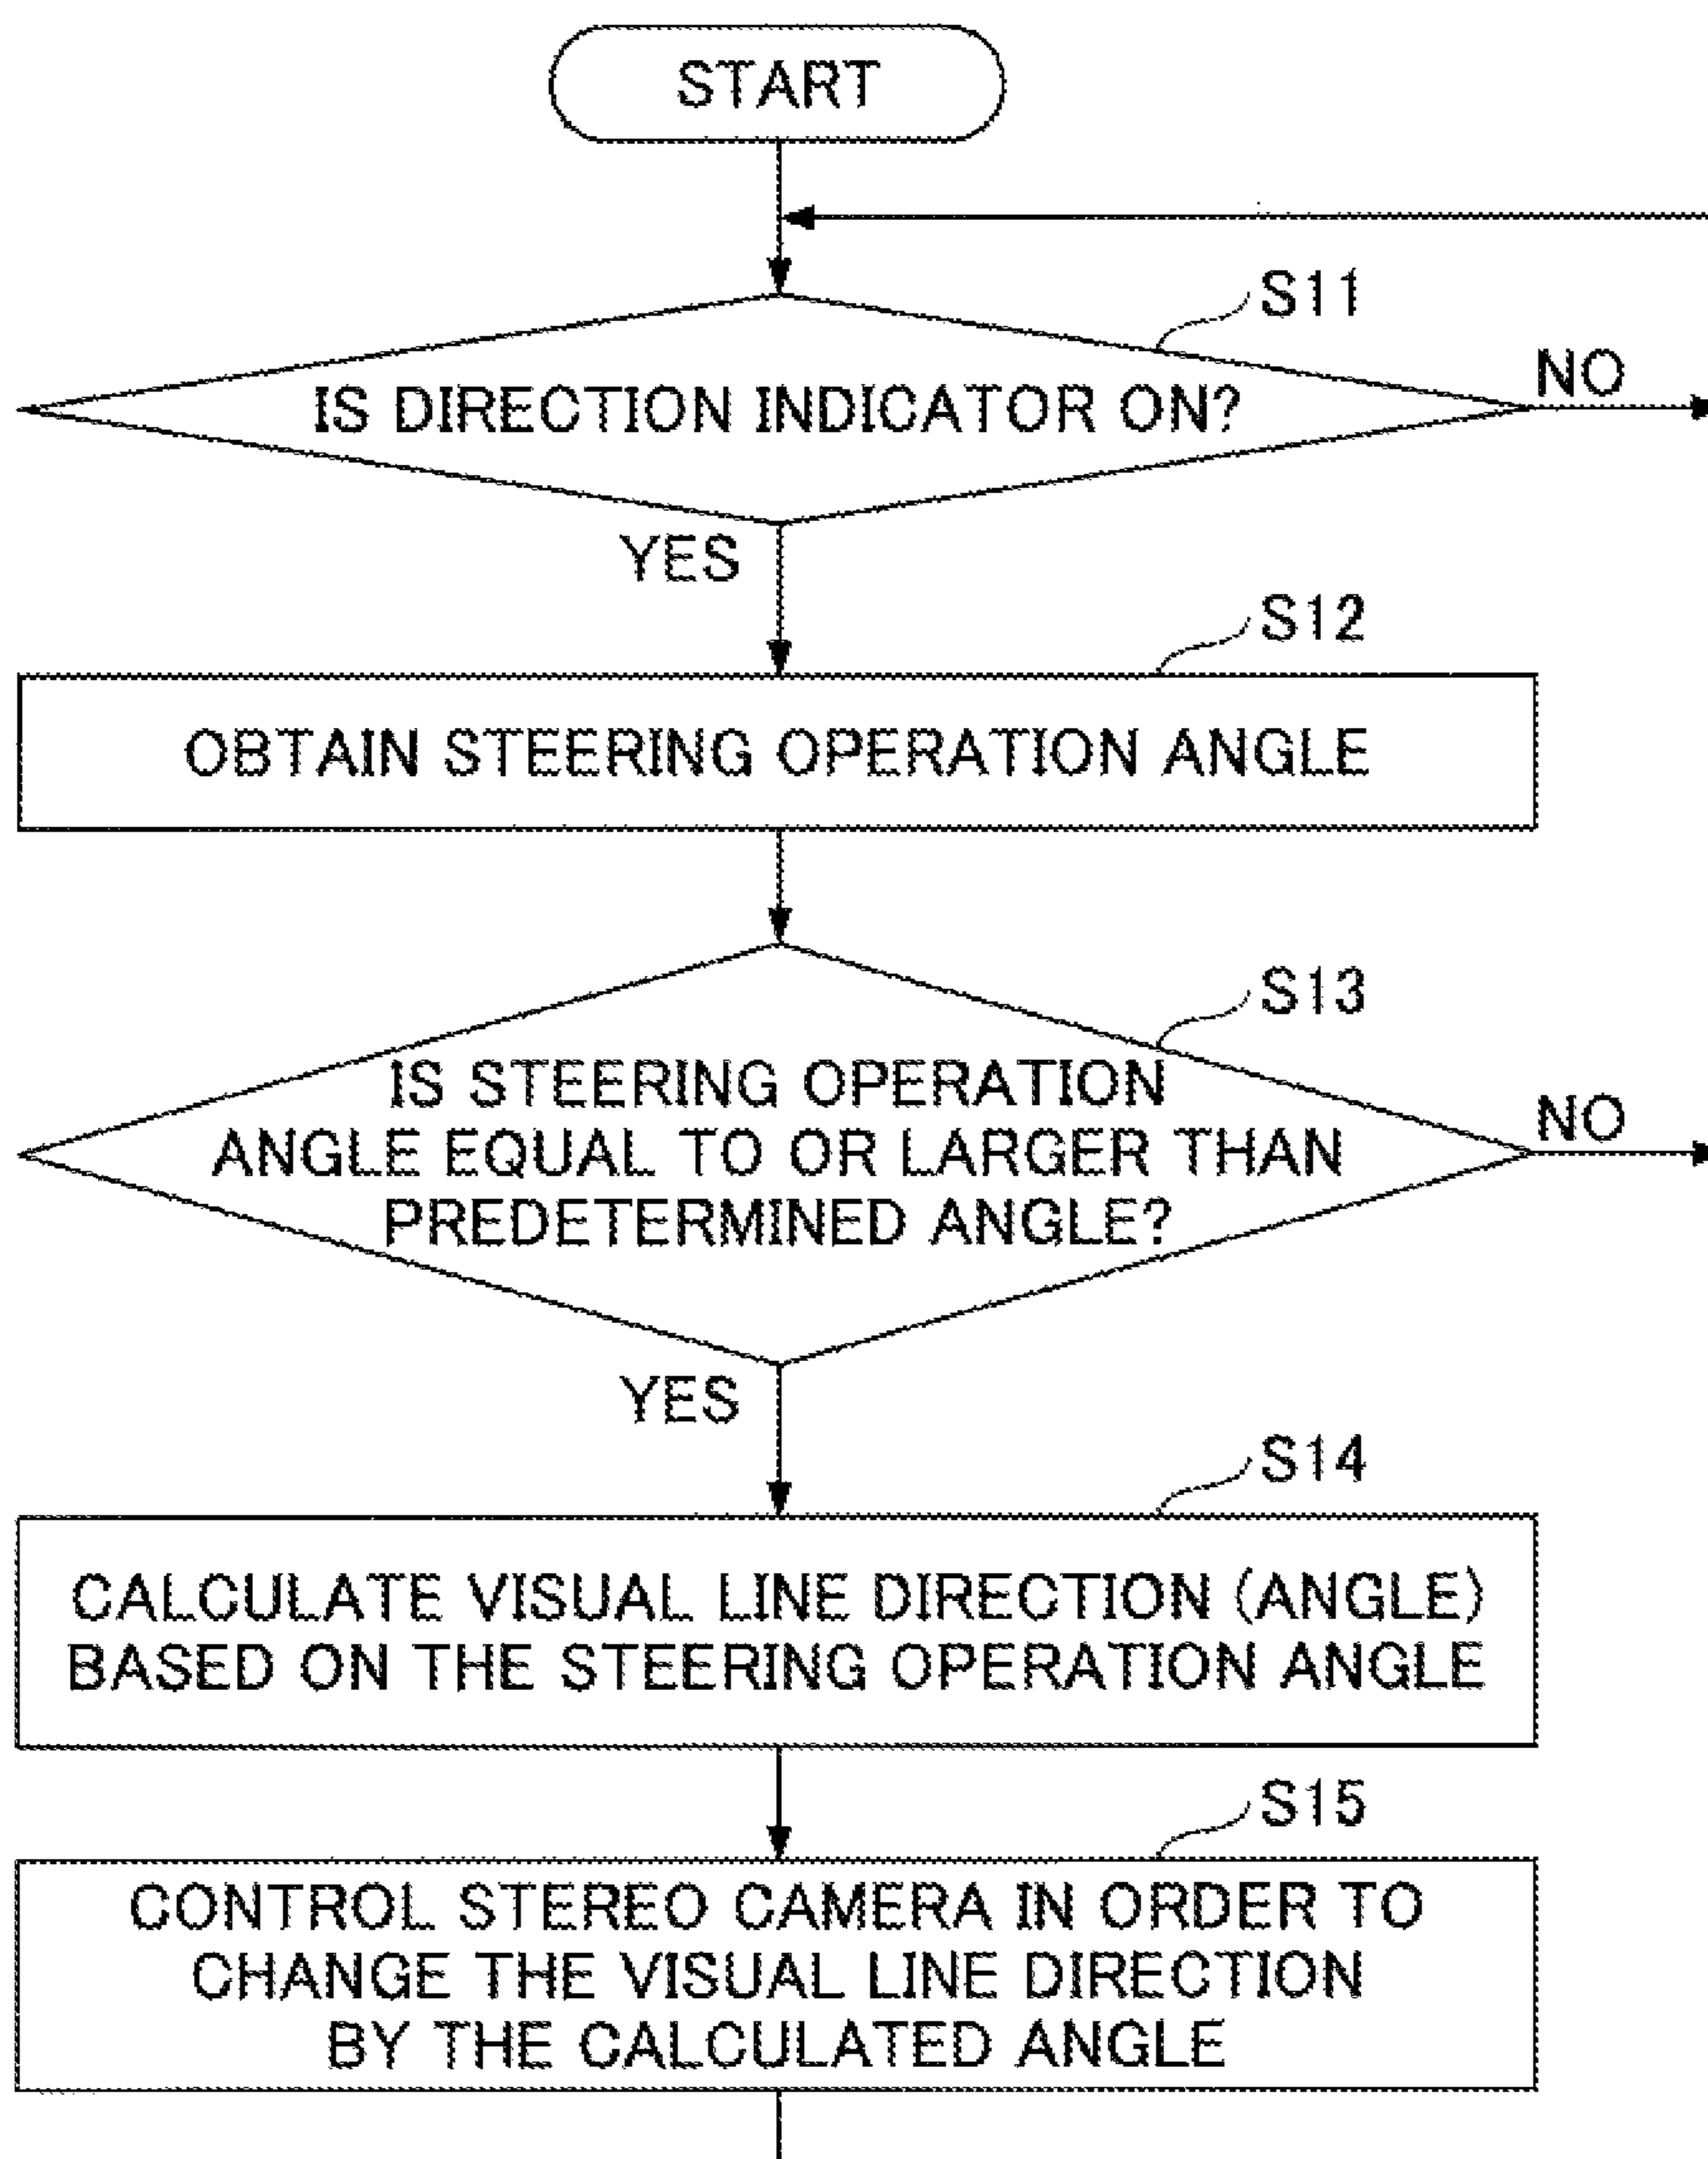 START
S11
IS DIRECTION INDICATOR ON?
NO
YES
S12
OBTAIN STEERING OPERATION ANGLE
S13
IS STEERING OPERATION
ANGLE EQUAL TO OR LARGER THAN
PREDETERMINED ANGLE?
NO
YES
S14
CALCULATE VISUAL LINE DIRECTION (ANGLE)
BASED ON THE STEERING OPERATION ANGLE
S15
CONTROL STEREO CAMERA IN ORDER TO
CHANGE THE VISUAL LINE DIRECTION
BY THE CALCULATED ANGLE